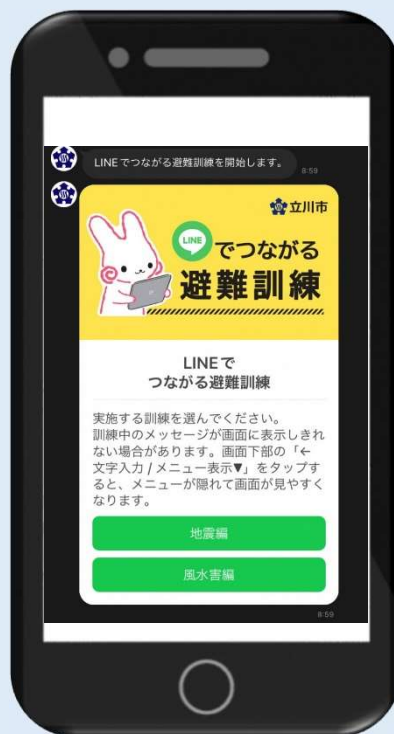 LINEでつながる避難訓練を開始します。
8:59
立川市
LINE
でつながる
避難訓練
LINEで
つながる避難訓練
実施する訓練を選んでください。
訓練中のメッセージが画面に表示しきれ
ない場合があります。画面下部の「←
文字入力 / メニュー表示▼」をタップす
ると、メニューが隠れて画面が見やすく
なります。
地震編
風水害編
8:59